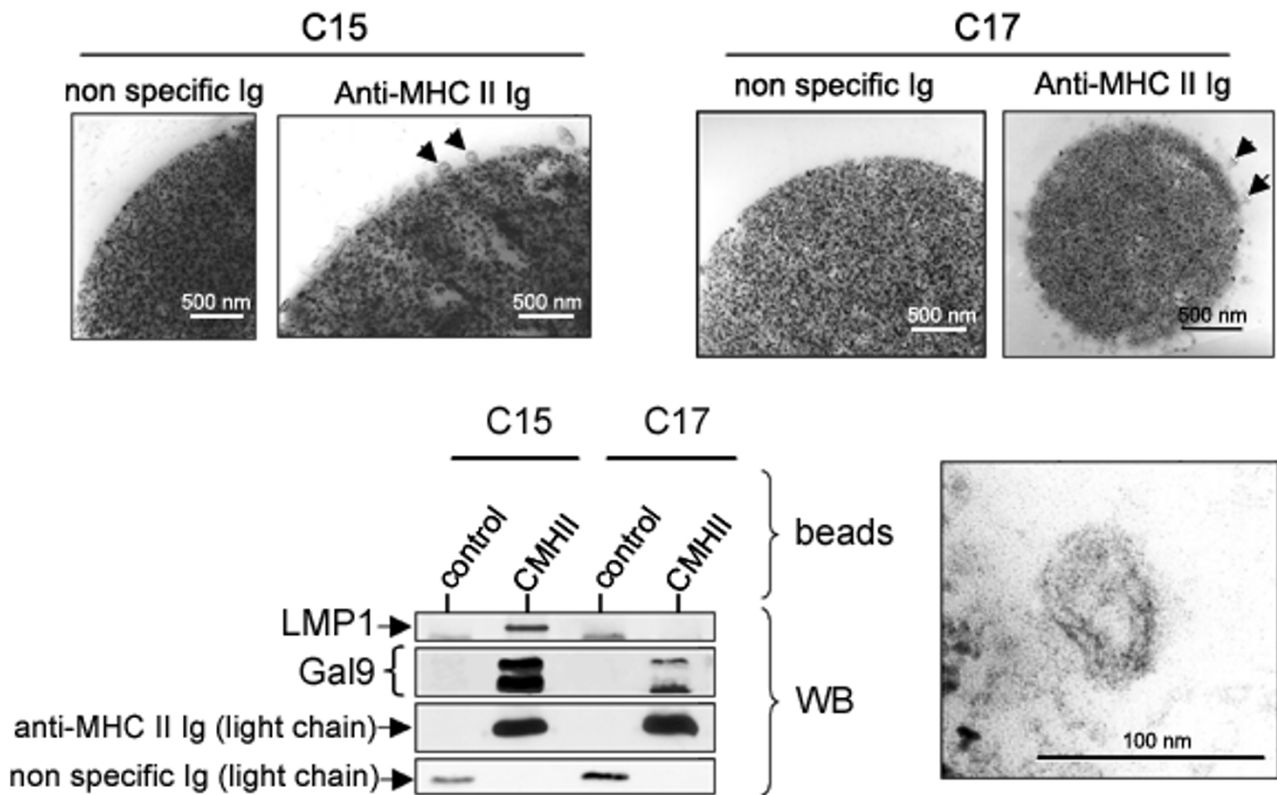 C15
C17
non specific Ig
Anti-MHC II Ig
non specific Ig
Anti-MHC II Ig
500 nm
500 nm
500 nm
500 nm
C15
C17
control
CMHII
control
CMHII
beads
LMP1
Gal9
anti-MHC II Ig (light chain)
non specific Ig (light chain)
WB
100 nm